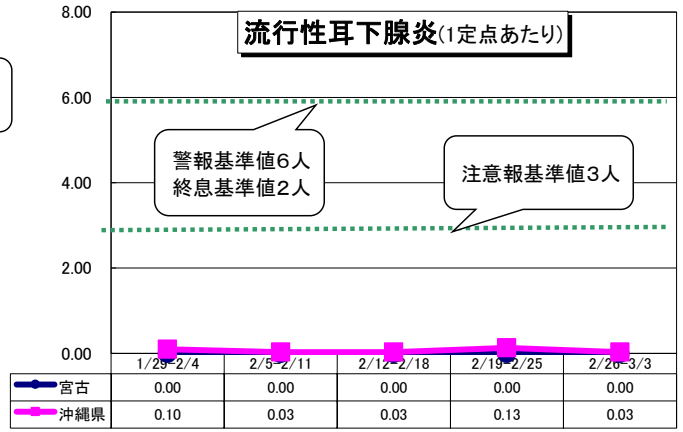 流行性耳下腺炎(1定点あたり)
8.00
6.00
4.00
2.00
0.00
警報基準値6人
終息基準値2人
注意報基準値3人
1/29-2/4 2/5-2/11 2/12-2/18 2/19-2/25 2/26-3/3
宮古 0.00 0.00 0.00 0.00 0.00
沖縄県 0.10 0.03 0.03 0.13 0.03